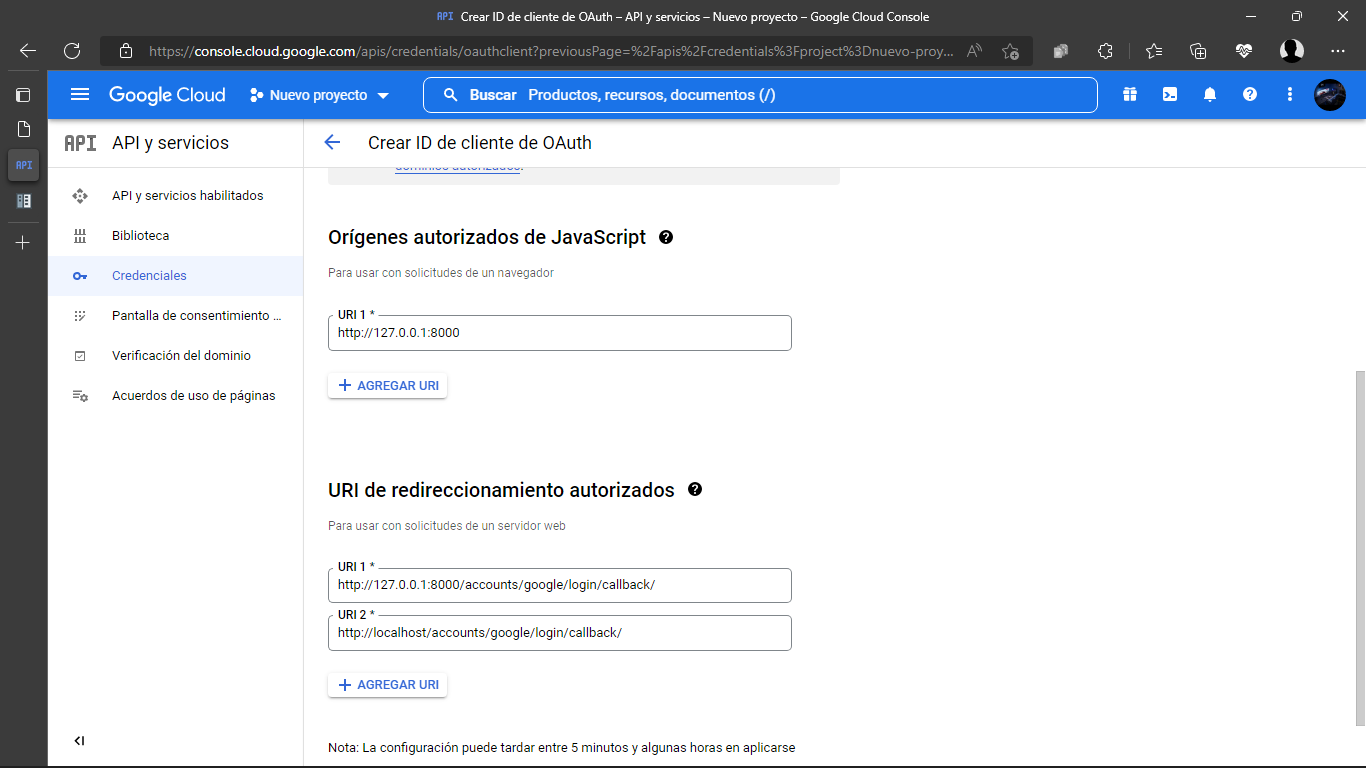 API Crear ID de cliente de OAuth – API y servicios – Nuevo proyecto – Google Cloud Console
https://console.cloud.google.com/apis/credentials/oauthclient?previousPage=%2Fapis%2Fcredentials%3Fproject%3Dnuevo-proy...
Google Cloud Nuevo proyecto Buscar Productos, recursos, documentos (/)
API API y servicios
Crear ID de cliente de OAuth
API
dominios autorizados.
API y servicios habilitados
Biblioteca
Credenciales
Pantalla de consentimiento ...
Verificación del dominio
Acuerdos de uso de páginas
Orígenes autorizados de JavaScript
Para usar con solicitudes de un navegador
URI 1 *
http://127.0.0.1:8000
AGREGAR URI
URI de redireccionamiento autorizados
Para usar con solicitudes de un servidor web
URI 1 *
http://127.0.0.1:8000/accounts/google/login/callback/
URI 2 *
http://localhost/accounts/google/login/callback/
AGREGAR URI
Nota: La configuración puede tardar entre 5 minutos y algunas horas en aplicarse